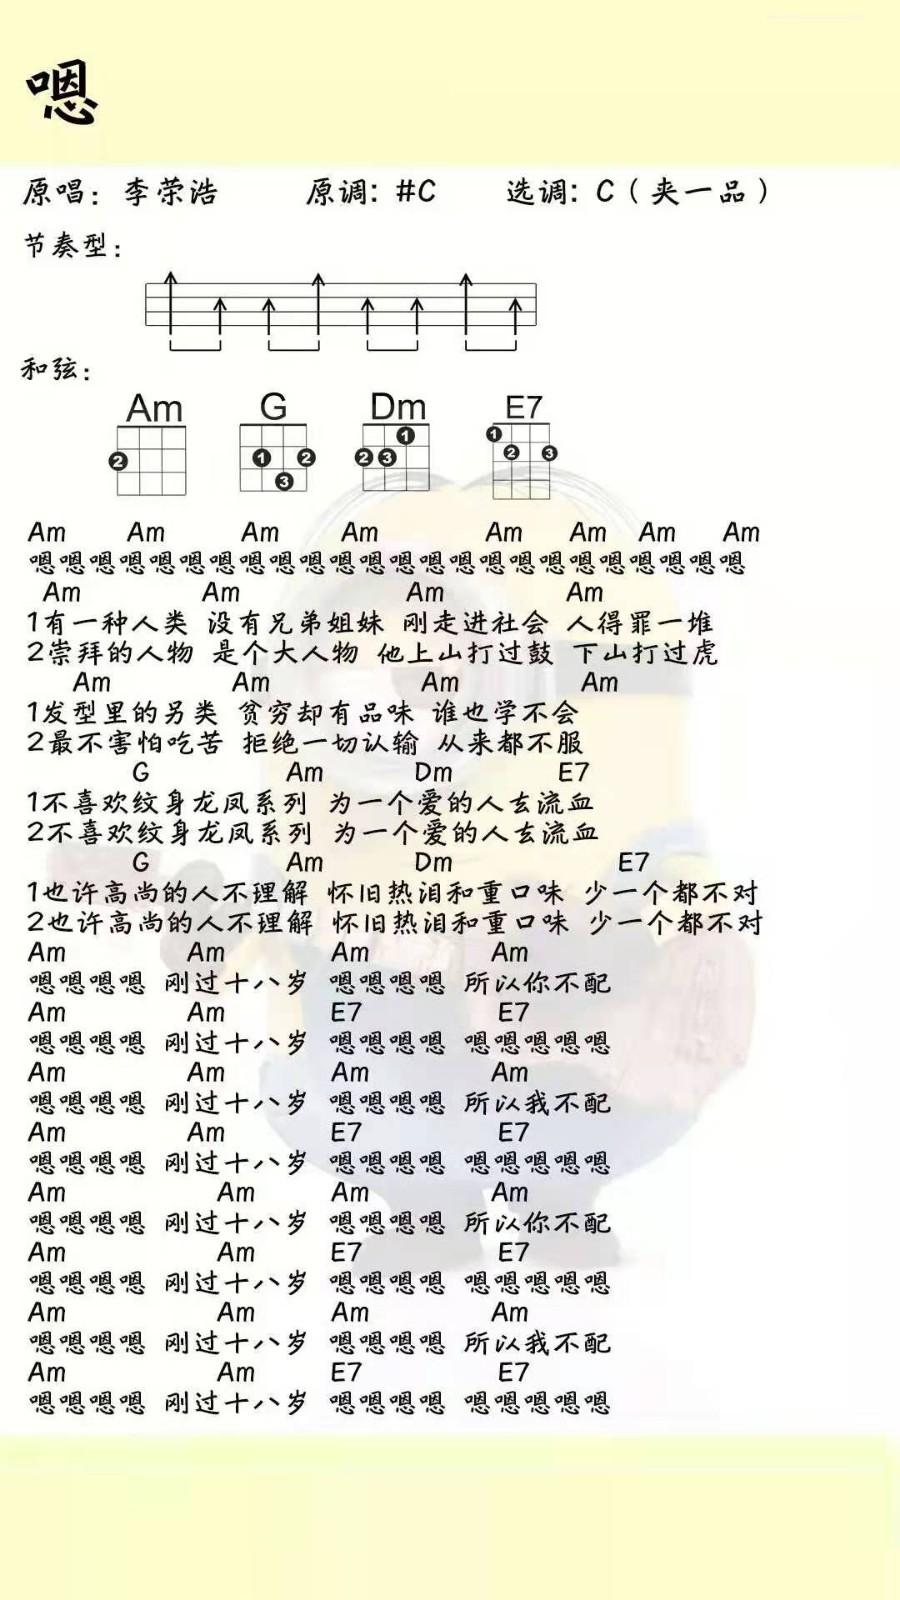 嗯
原唱：李荣浩 原调: #C 选调: C（夹一品）
节奏型：
和弦：
Am G Dm E7
2 1 2 3 1 2 3 1 2 3
Am Am Am Am Am Am Am Am
嗯嗯嗯嗯嗯嗯嗯嗯嗯嗯嗯嗯嗯嗯嗯嗯嗯嗯嗯嗯嗯嗯嗯嗯
Am Am Am Am
1有一种人类 没有兄弟姐妹 刚走进社会 人得罪一堆
2崇拜的人物 是个大人物 他上山打过鼓 下山打过虎
Am Am Am Am
1发型里的另类 贫穷却有品味 谁也学不会
2最不害怕吃苦 拒绝一切认输 从来都不服
G Am Dm E7
1不喜欢纹身龙凤系列 为一个爱的人去流血
2不喜欢纹身龙凤系列 为一个爱的人去流血
G Am Dm E7
1也许高尚的人不理解 怀旧热泪和重口味 少一个都不对
2也许高尚的人不理解 怀旧热泪和重口味 少一个都不对
Am Am Am Am
嗯嗯嗯嗯 刚过十八岁 嗯嗯嗯嗯 所以你不配
Am Am E7 E7
嗯嗯嗯嗯 刚过十八岁 嗯嗯嗯嗯 嗯嗯嗯嗯嗯
Am Am Am Am
嗯嗯嗯嗯 刚过十八岁 嗯嗯嗯嗯 所以我不配
Am Am E7 E7
嗯嗯嗯嗯 刚过十八岁 嗯嗯嗯嗯 嗯嗯嗯嗯嗯
Am Am Am Am
嗯嗯嗯嗯 刚过十八岁 嗯嗯嗯嗯 所以你不配
Am Am E7 E7
嗯嗯嗯嗯 刚过十八岁 嗯嗯嗯嗯 嗯嗯嗯嗯嗯
Am Am Am Am
嗯嗯嗯嗯 刚过十八岁 嗯嗯嗯嗯 所以我不配
Am Am E7 E7
嗯嗯嗯嗯 刚过十八岁 嗯嗯嗯嗯 嗯嗯嗯嗯嗯